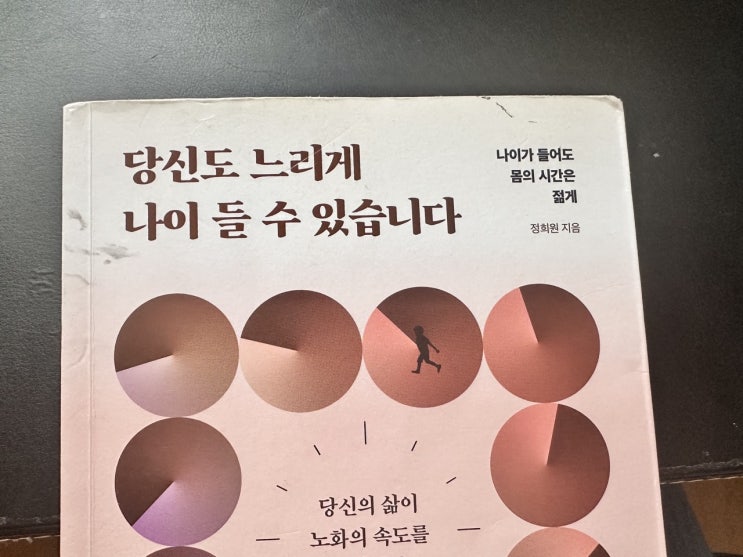 당신도 느리게
나이 들 수 있습니다
나이가 들어도
몸의 시간은
젊게
정희원 지음
당신의 삶이
노화의 속도를